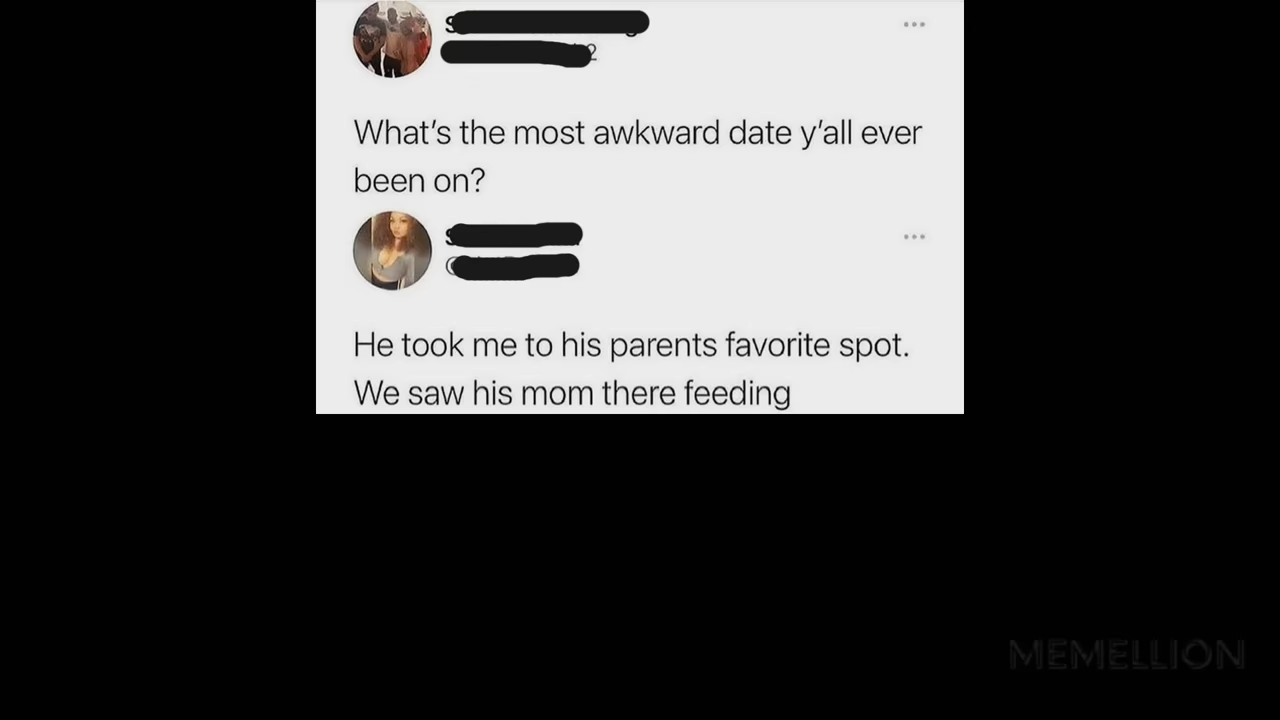 What's the most awkward date y'all ever
been on?
He took me to his parents favorite spot.
We saw his mom there feeding
MEMELLION